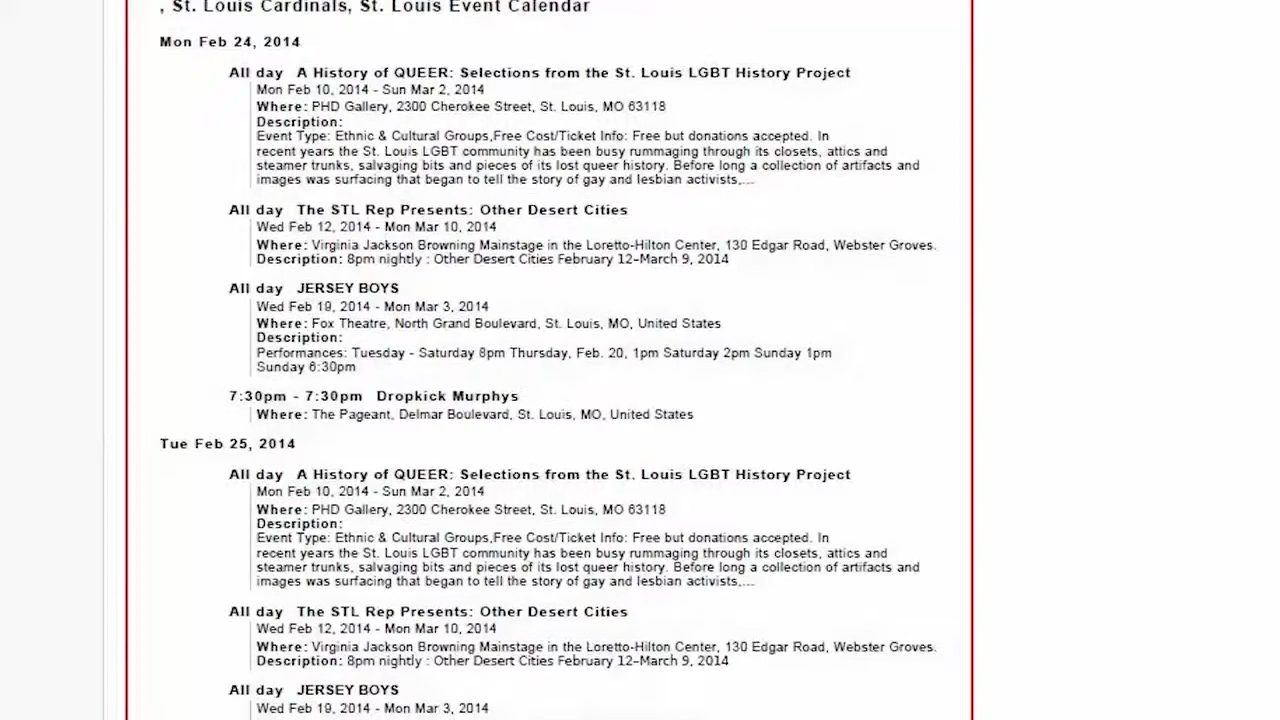 , St. Louis Cardinals, St. Louis Event Calendar
Mon Feb 24, 2014
All day A History of QUEER: Selections from the St. Louis LGBT History Project
Mon Feb 10, 2014 - Sun Mar 2, 2014
Where: PHD Gallery, 2300 Cherokee Street, St. Louis, MO 63118
Description:
Event Type: Ethnic & Cultural Groups,Free Cost/Ticket Info: Free but donations accepted. In
recent years the St. Louis LGBT community has been busy rummaging through its closets, attics and
steamer trunks, salvaging bits and pieces of its lost queer history. Before long a collection of artifacts and
images was surfacing that began to tell the story of gay and lesbian activists,...
All day The STL Rep Presents: Other Desert Cities
Wed Feb 12, 2014 - Mon Mar 10, 2014
Where: Virginia Jackson Browning Mainstage in the Loretto-Hilton Center, 130 Edgar Road, Webster Groves.
Description: 8pm nightly : Other Desert Cities February 12–March 9, 2014
All day JERSEY BOYS
Wed Feb 19, 2014 - Mon Mar 3, 2014
Where: Fox Theatre, North Grand Boulevard, St. Louis, MO, United States
Description:
Performances: Tuesday - Saturday 8pm Thursday, Feb. 20, 1pm Saturday 2pm Sunday 1pm
Sunday 6:30pm
7:30pm - 7:30pm Dropkick Murphys
Where: The Pageant, Delmar Boulevard, St. Louis, MO, United States
Tue Feb 25, 2014
All day A History of QUEER: Selections from the St. Louis LGBT History Project
Mon Feb 10, 2014 - Sun Mar 2, 2014
Where: PHD Gallery, 2300 Cherokee Street, St. Louis, MO 63118
Description:
Event Type: Ethnic & Cultural Groups,Free Cost/Ticket Info: Free but donations accepted. In
recent years the St. Louis LGBT community has been busy rummaging through its closets, attics and
steamer trunks, salvaging bits and pieces of its lost queer history. Before long a collection of artifacts and
images was surfacing that began to tell the story of gay and lesbian activists,...
All day The STL Rep Presents: Other Desert Cities
Wed Feb 12, 2014 - Mon Mar 10, 2014
Where: Virginia Jackson Browning Mainstage in the Loretto-Hilton Center, 130 Edgar Road, Webster Groves.
Description: 8pm nightly : Other Desert Cities February 12–March 9, 2014
All day JERSEY BOYS
Wed Feb 19, 2014 - Mon Mar 3, 2014